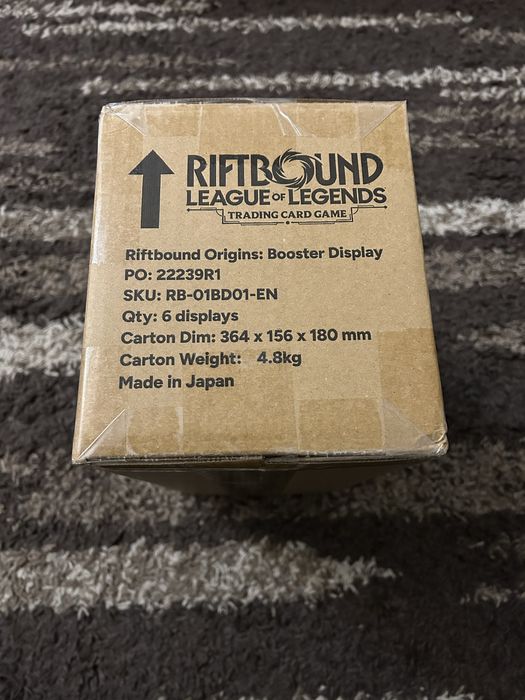 RIFTBOUND
LEAGUE OF LEGENDS
TRADING CARD GAME
Riftbound Origins: Booster Display
PO: 22239R1
SKU: RB-01BD01-EN
Qty: 6 displays
Carton Dim: 364 x 156 x 180 mm
Carton Weight: 4.8kg
Made in Japan